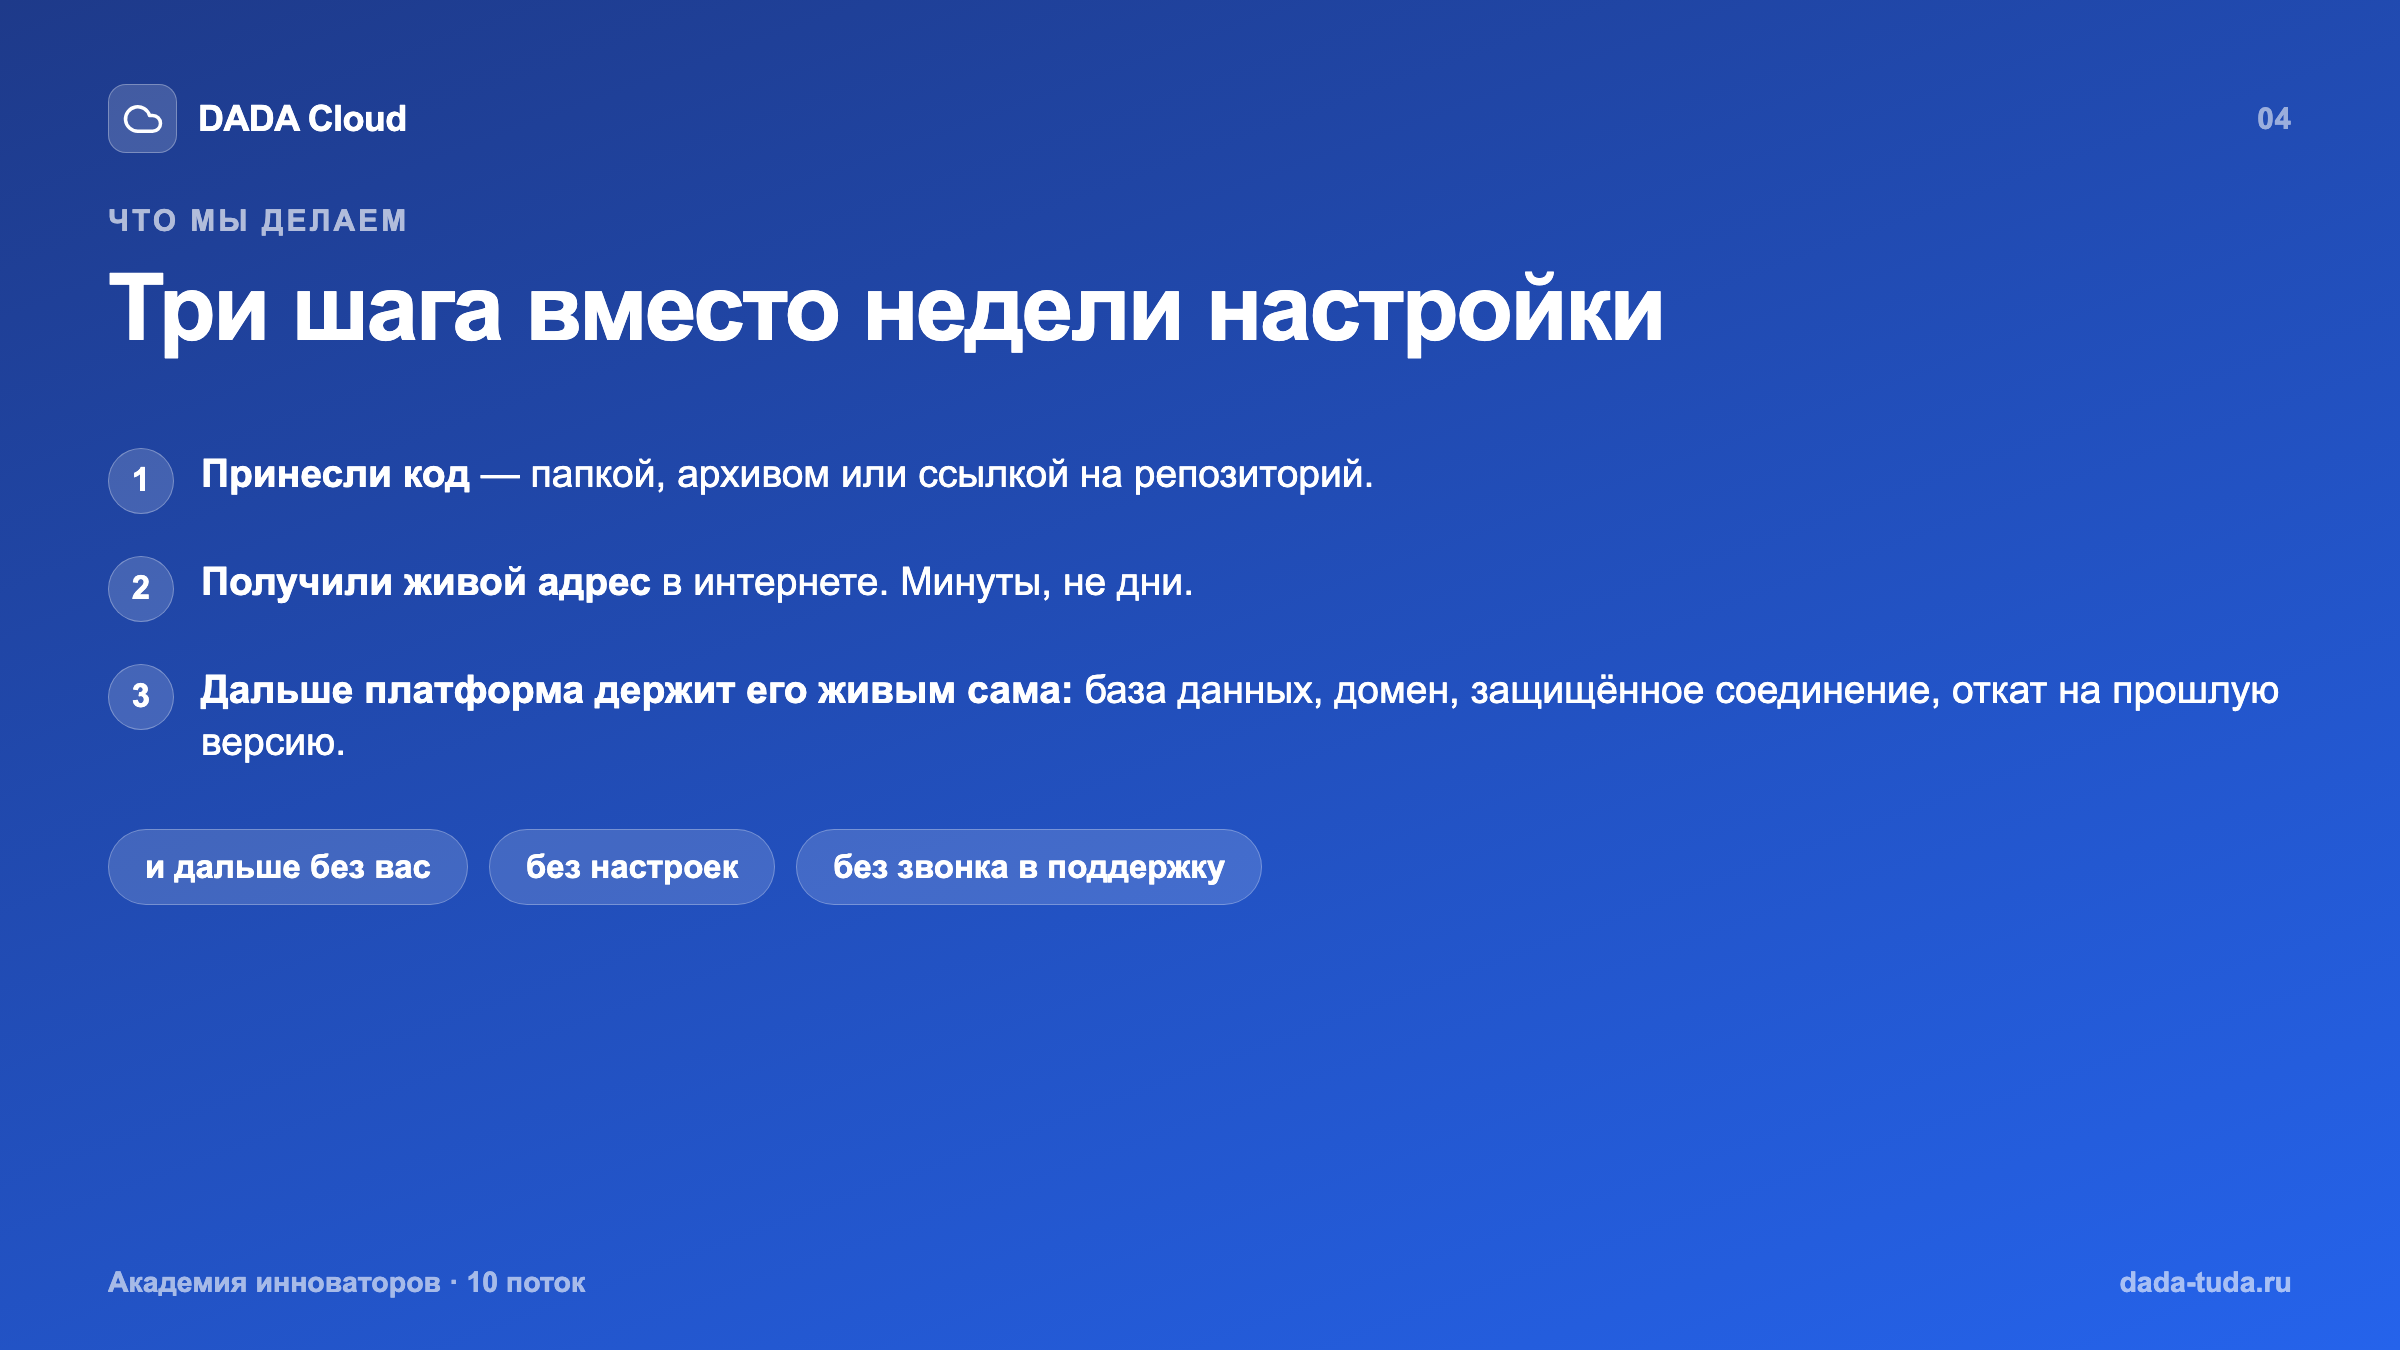 DADA Cloud
04
ЧТО МЫ ДЕЛАЕМ
Три шага вместо недели настройки
1
Принесли код — папкой, архивом или ссылкой на репозиторий.
2
Получили живой адрес в интернете. Минуты, не дни.
3
Дальше платформа держит его живым сама: база данных, домен, защищённое соединение, откат на прошлую
версию.
и дальше без вас
без настроек
без звонка в поддержку
Академия инноваторов · 10 поток
dada-tuda.ru